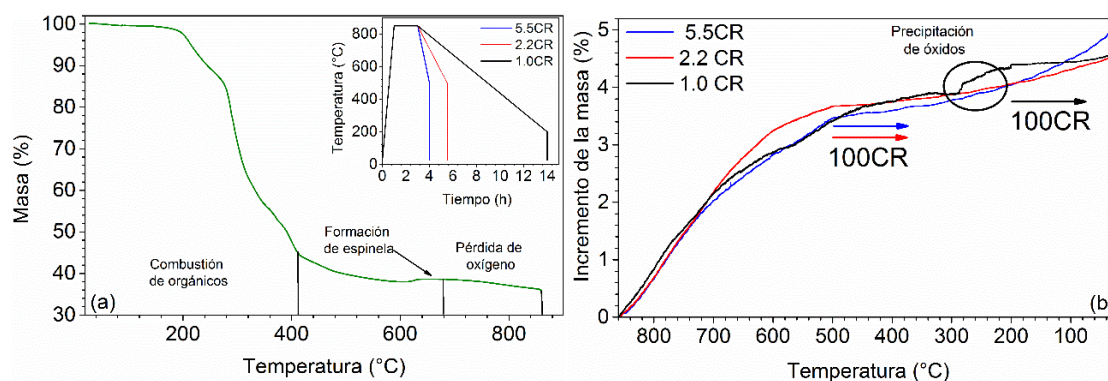 100
90
80
70
60
50
40
30
Masa (%)
0
200
400
600
800
Temperatura (°C)
(a)
Combustión
de orgánicos
Formación
de espinela
Pérdida de
oxígeno
800
600
400
200
0
Temperatura (°C)
0 2 4 6 8 10 12 14
Tiempo (h)
5.5CR
2.2CR
1.0CR
5
4
3
2
1
0
Incremento de la masa (%)
800 700 600 500 400 300 200 100
Temperatura (°C)
(b)
5.5CR
2.2 CR
1.0 CR
Precipitación
de óxidos
100CR
100CR